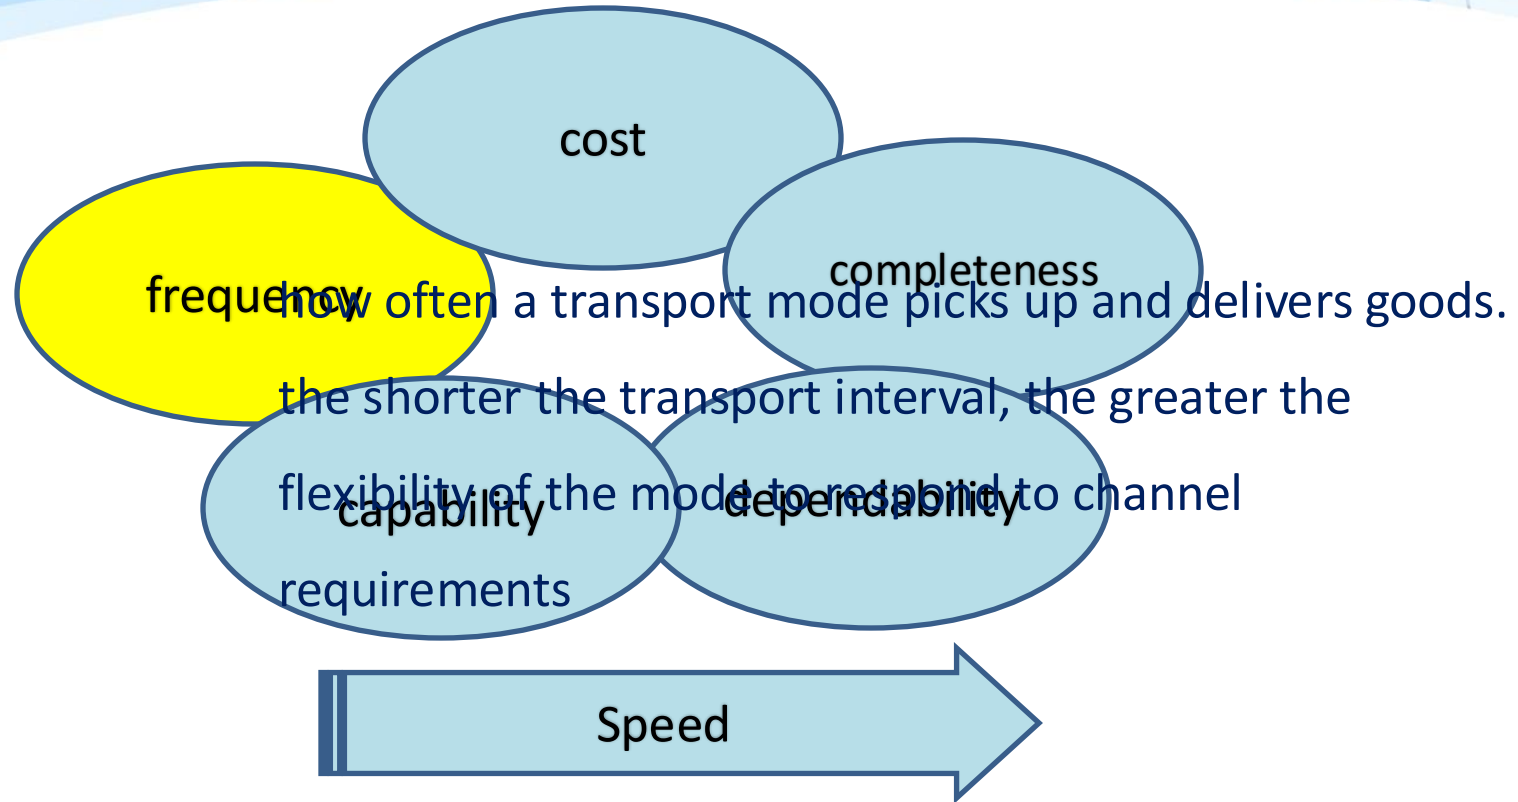 cost
completeness
frequency
how often a transport mode picks up and delivers goods.
the shorter the transport interval, the greater the
flexibility of the mode to respond to channel
requirements
capability
dependability
Speed